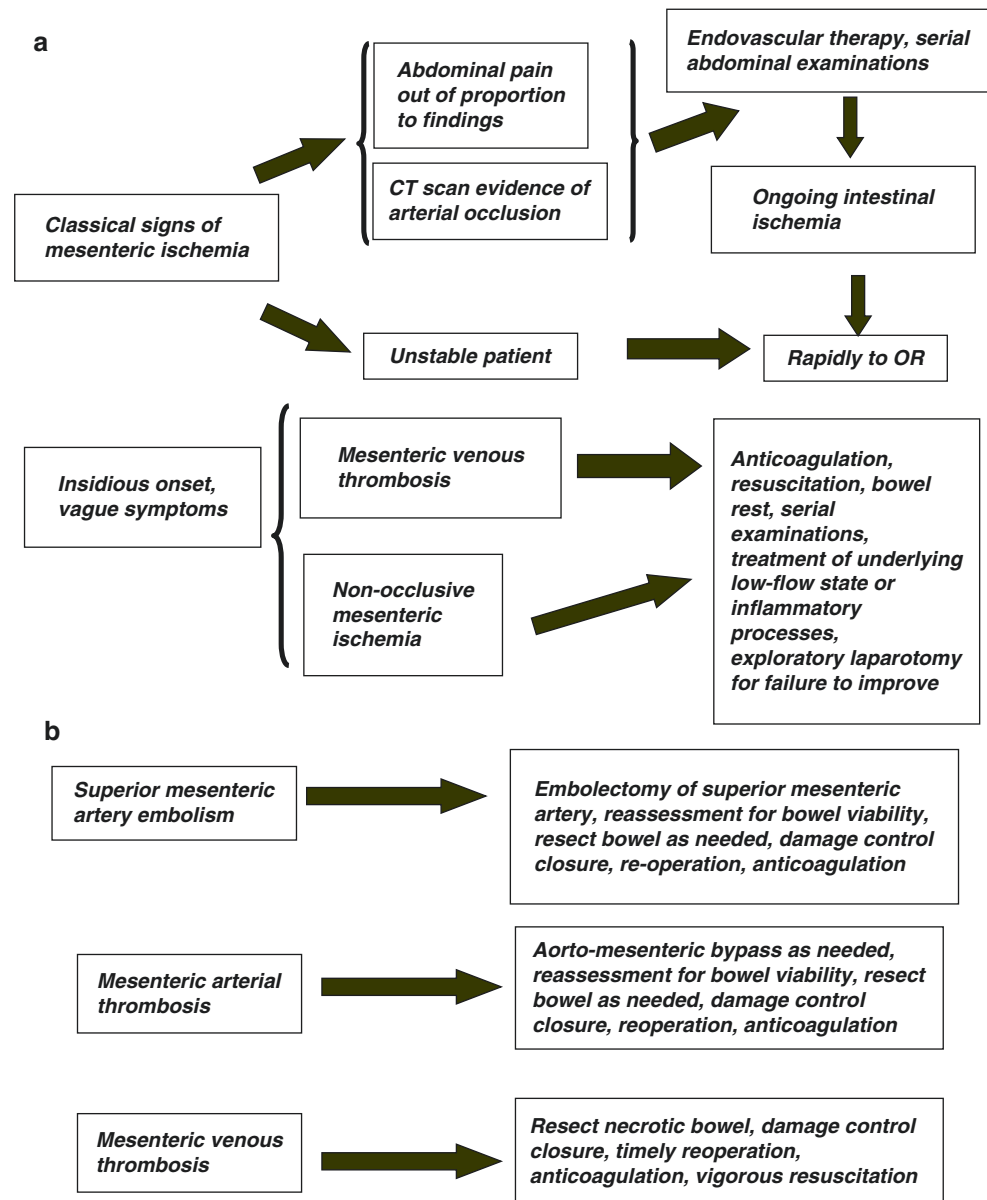 a
Abdominal pain
out of proportion
to findings
CT scan evidence of
arterial occlusion
Endovascular therapy, serial
abdominal examinations
Classical signs of
mesenteric ischemia
Ongoing intestinal
ischemia
Unstable patient
Rapidly to OR
Insidious onset,
vague symptoms
Mesenteric venous
thrombosis
Non-occlusive
mesenteric
ischemia
Anticoagulation,
resuscitation, bowel
rest, serial
examinations,
treatment of underlying
low-flow state or
inflammatory
processes,
exploratory laparotomy
for failure to improve
b
Superior mesenteric
artery embolism
Embolectomy of superior mesenteric
artery, reassessment for bowel viability,
resect bowel as needed, damage control
closure, re-operation, anticoagulation
Mesenteric arterial
thrombosis
Aorto-mesenteric bypass as needed,
reassessment for bowel viability, resect
bowel as needed, damage control
closure, reoperation, anticoagulation
Mesenteric venous
thrombosis
Resect necrotic bowel, damage control
closure, timely reoperation,
anticoagulation, vigorous resuscitation